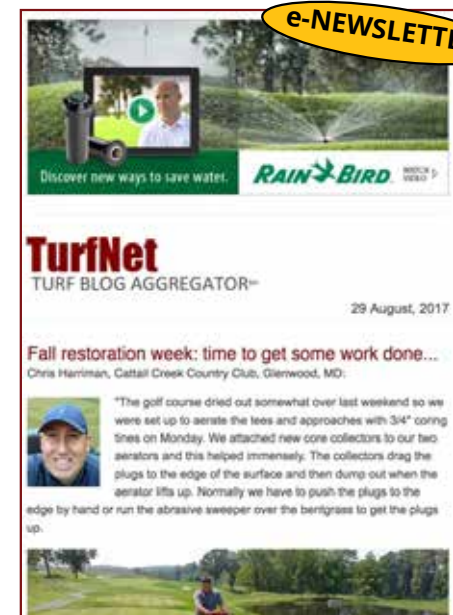 e-NEWSLETTE
Discover new ways to save water.
RAIN BIRD
WATCH VIDEO
TurfNet
TURF BLOG AGGREGATOR
29 August, 2017
Fall restoration week: time to get some work done...
Chris Harriman, Cattail Creek Country Club, Glenwood, MD:
"The golf course dried out somewhat over last weekend so we
were set up to aerate the tees and approaches with 3/4" coring
tines on Monday. We attached new core collectors to our two
aerators and this helped immensely. The collectors drag the
plugs to the edge of the surface and then dump out when the
aerator lifts up. Normally we have to push the plugs to the
edge by hand or run the abrasive sweeper over the bentgrass to get the plugs
up.